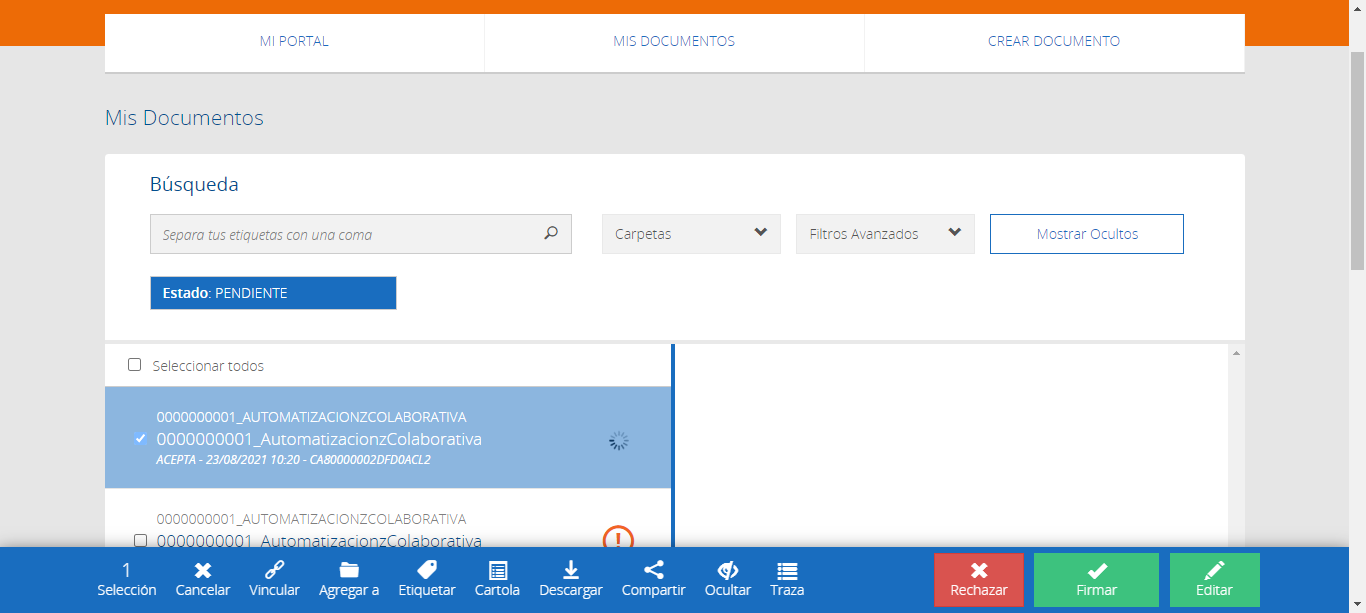 MI PORTAL
MIS DOCUMENTOS
CREAR DOCUMENTO
Mis Documentos
Búsqueda
Separa tus etiquetas con una coma
Carpetas
Filtros Avanzados
Mostrar Ocultos
Estado: PENDIENTE
Seleccionar todos
0000000001_AUTOMATIZACIONZCOLABORATIVA
0000000001_AutomatizacionzColaborativa
ACEPTA - 23/08/2021 10:20 - CA80000002DFD0ACL2
0000000001_AUTOMATIZACIONZCOLABORATIVA
0000000001_AutomatizacionzColaborativa
1
Selección
Cancelar
Vincular
Agregar a
Etiquetar
Cartola
Descargar
Compartir
Ocultar
Traza
Rechazar
Firmar
Editar